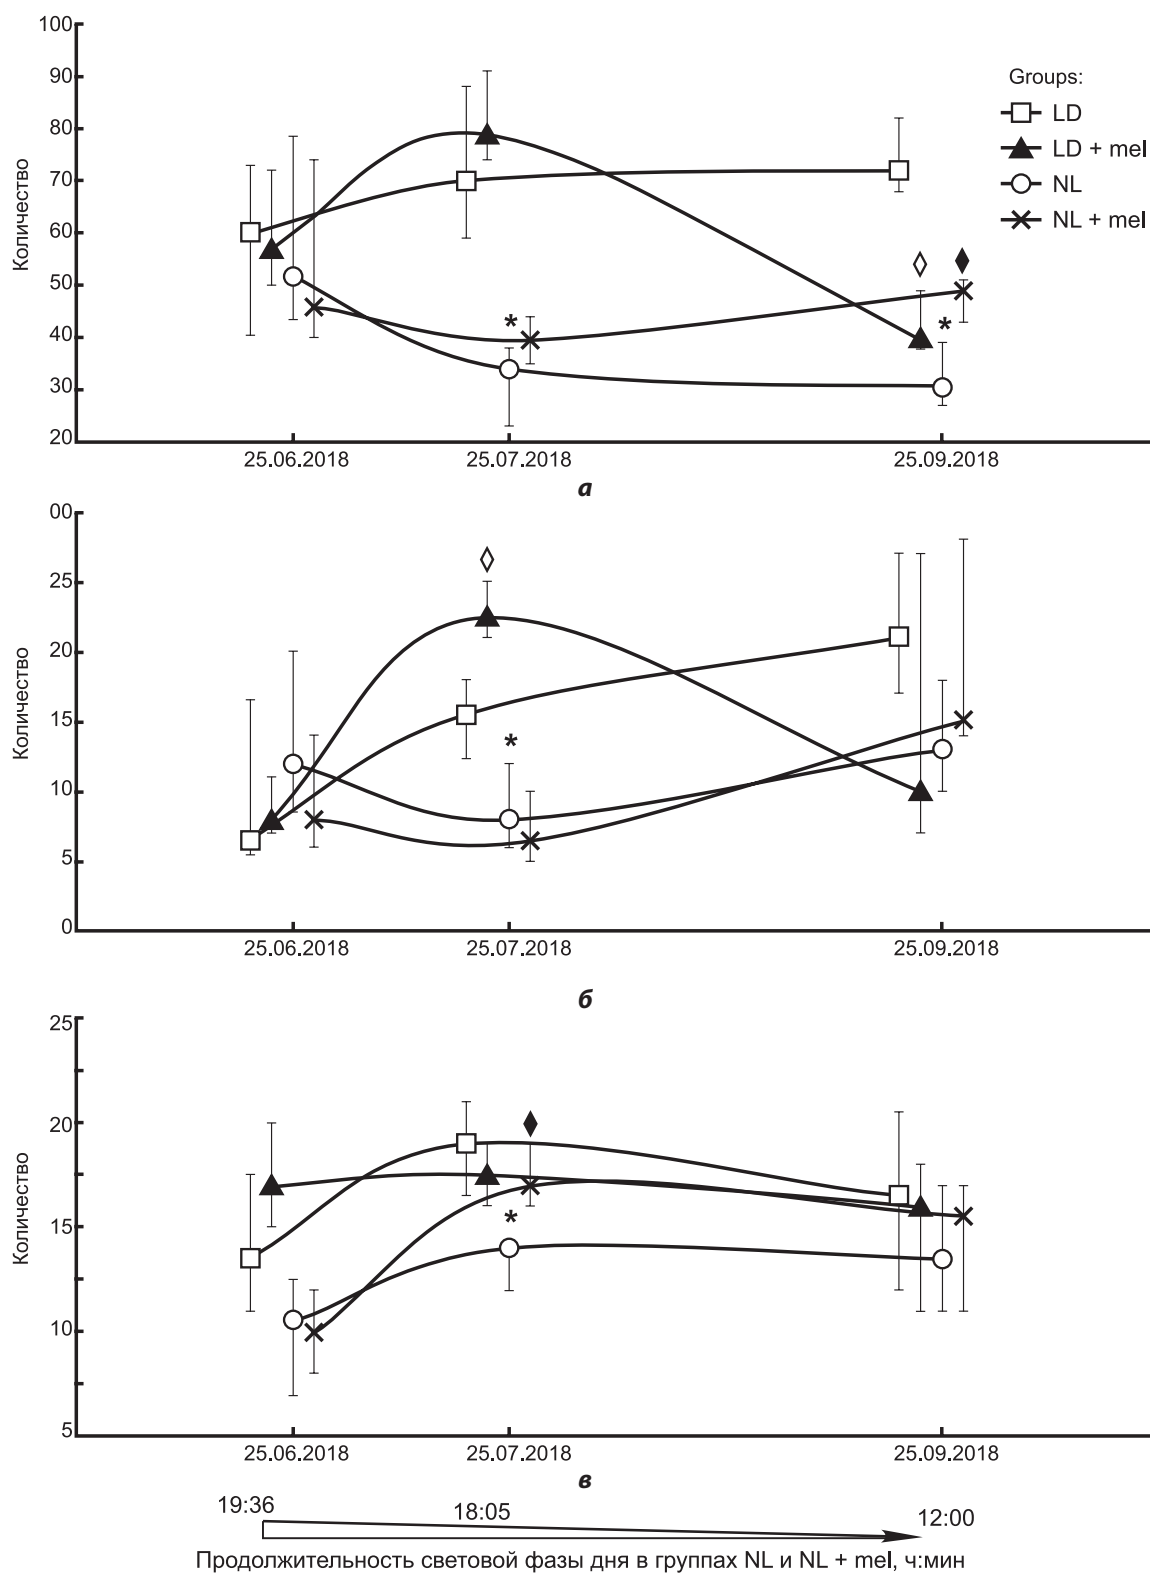 100
90
80
70
60
50
40
30
20
Количество
Groups:
LD
LD + mel
NL
NL + mel
*
*
25.06.2018 25.07.2018 25.09.2018
а
00
25
20
15
10
5
0
Количество
*
25.06.2018 25.07.2018 25.09.2018
б
25
20
15
10
5
Количество
*
25.06.2018 25.07.2018 25.09.2018
в
19:36 18:05 12:00
Продолжительность световой фазы дня в группах NL и NL + mel, ч:мин